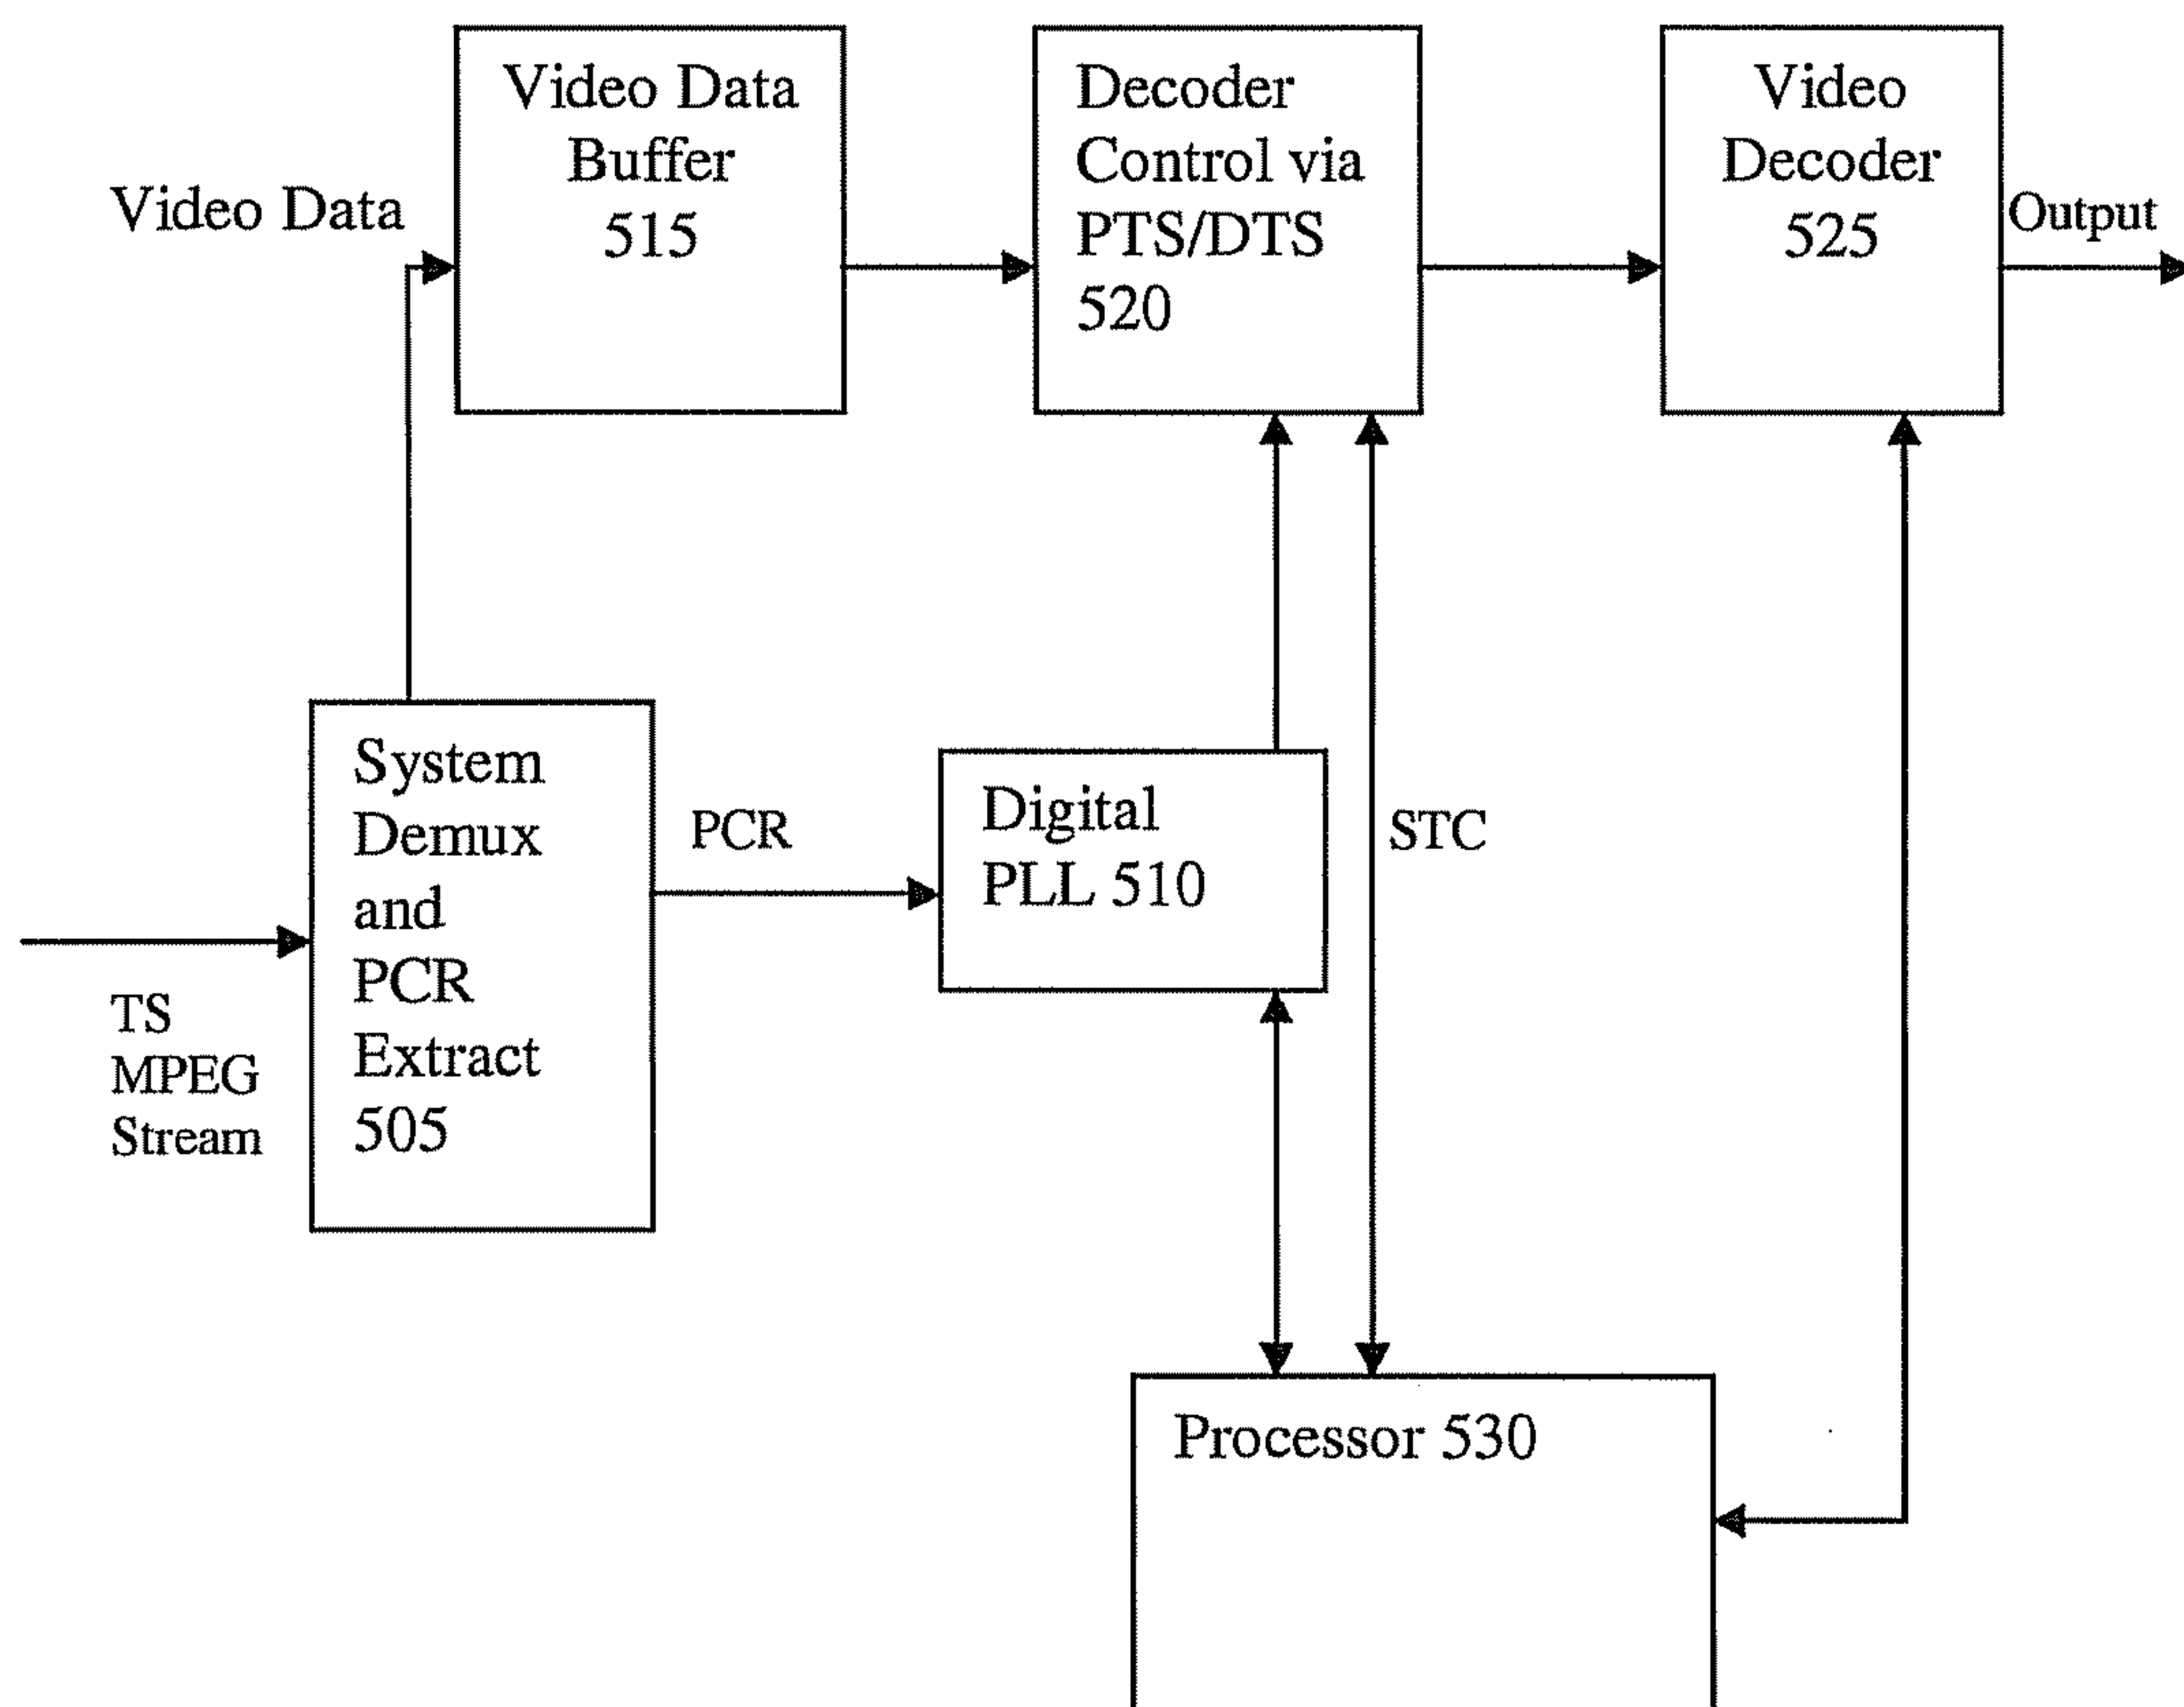 Video Data
Video Data
Buffer
515
Decoder
Control via
PTS/DTS
520
Video
Decoder
525
Output
System
Demux
and
PCR
Extract
505
PCR
Digital
PLL 510
STC
TS
MPEG
Stream
Processor 530